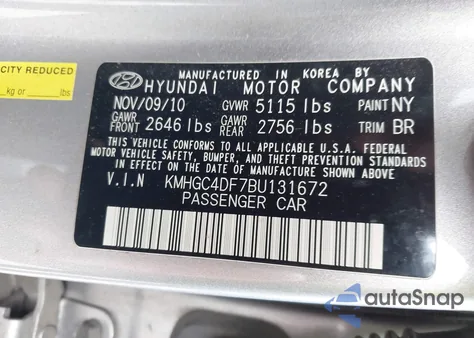 CITY REDUCED
kg or lbs
MANUFACTURED IN KOREA BY
HYUNDAI MOTOR COMPANY
NOV/09/10 GVWR 5115 lbs PAINT NY
GAWR FRONT 2646 lbs GAWR REAR 2756 lbs TRIM BR
THIS VEHICLE CONFORMS TO ALL APPLICABLE U.S.A. FEDERAL
MOTOR VEHICLE SAFETY, BUMPER, AND THEFT PREVENTION STANDARDS
IN EFFECT ON THE DATE OF MANUFACTURE SHOWN ABOVE.
V.I.N KMHGC4DF7BU131672
PASSENGER CAR
autoSnap